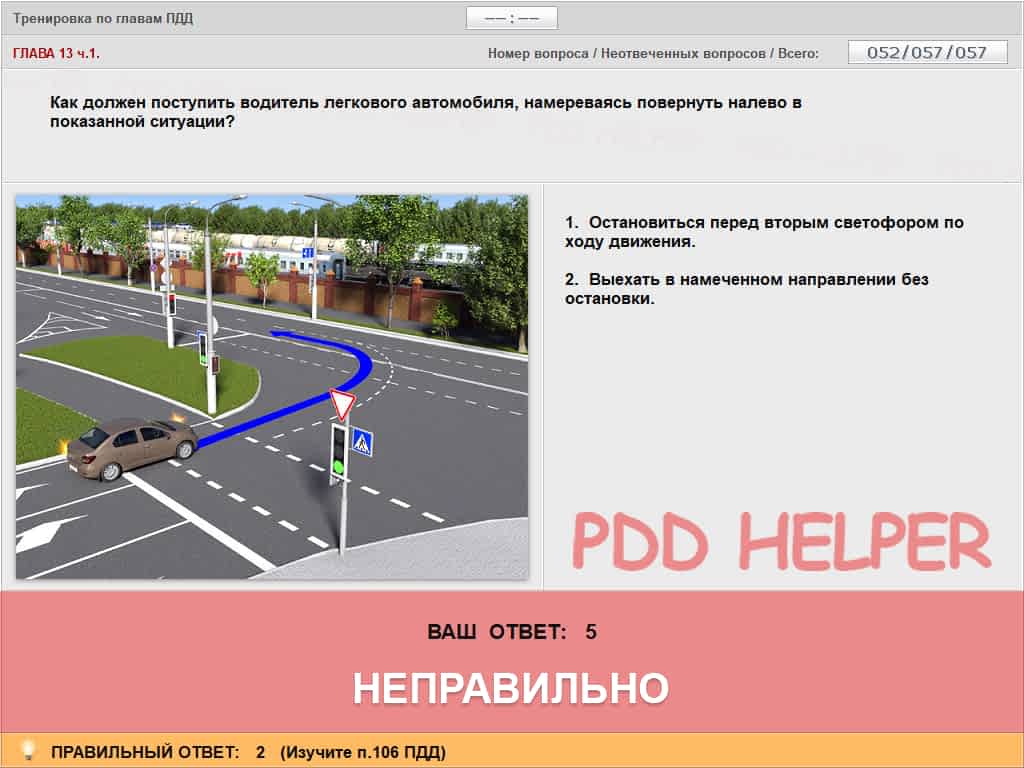 Тренировка по главам ПДД
—— : ——
ГЛАВА 13 ч.1.
Номер вопроса / Неотвеченных вопросов / Всего:
052/057/057
Как должен поступить водитель легкового автомобиля, намереваясь повернуть налево в
показанной ситуации?
1. Остановиться перед вторым светофором по
ходу движения.
2. Выехать в намеченном направлении без
остановки.
PDD HELPER
ВАШ ОТВЕТ: 5
НЕПРАВИЛЬНО
ПРАВИЛЬНЫЙ ОТВЕТ: 2 (Изучите п.106 ПДД)